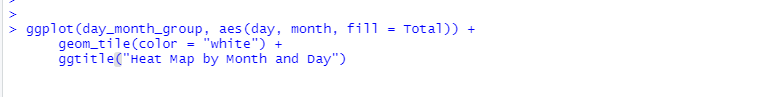 >
>
> ggplot(day_month_group, aes(day, month, fill = Total)) +
geom_tile(color = "white") +
ggtitle("Heat Map by Month and Day")